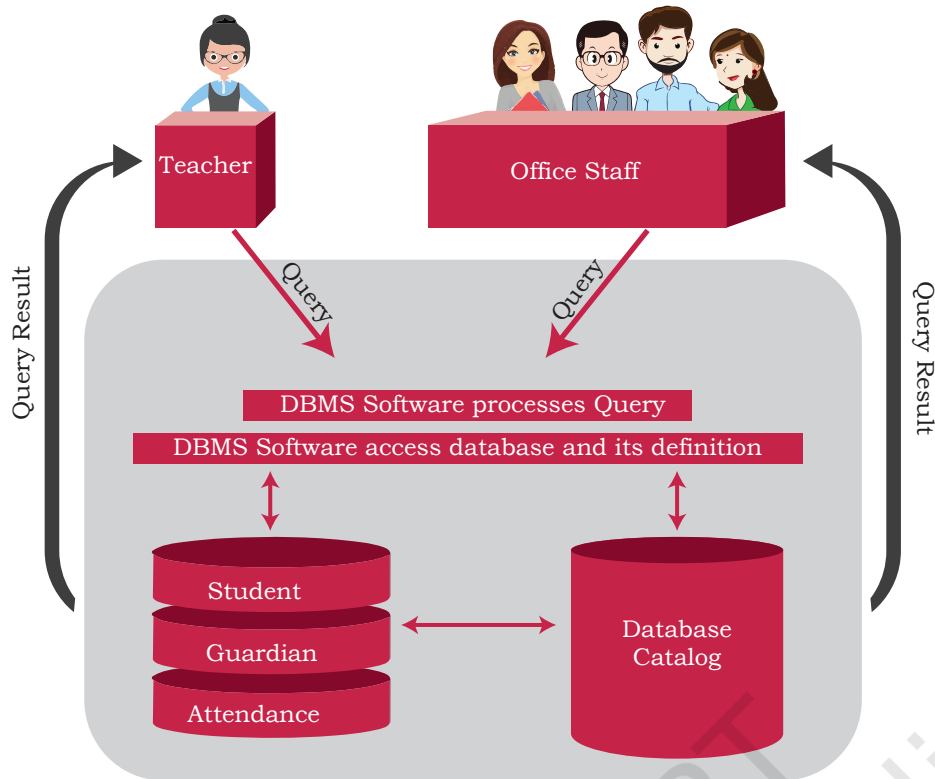 Teacher
Office Staff
Query Result
Query
Query
Query Result
DBMS Software processes Query
DBMS Software access database and its definition
Student
Guardian
Attendance
Database
Catalog